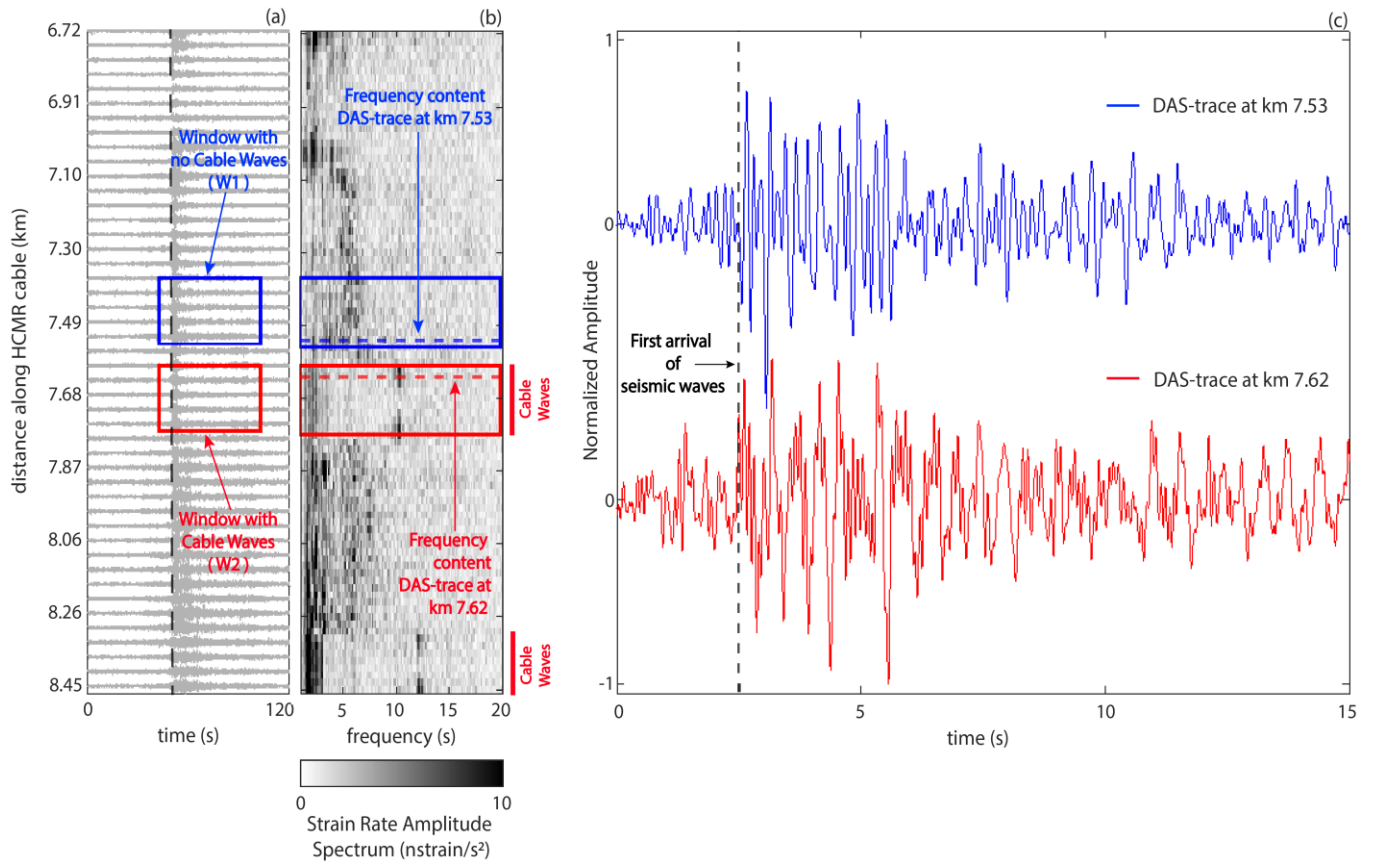 (a)
(b)
(c)
6.72
6.91
7.10
7.30
7.49
7.68
7.87
8.06
8.26
8.45
distance along HCMR cable (km)
Window with
no Cable Waves
( W1 )
Window with
Cable Waves
( W2 )
0
120
time (s)
Frequency content
DAS-trace at km 7.53
Frequency
content
DAS-trace at
km 7.62
Cable
Waves
Cable
Waves
5
10
15
20
frequency (s)
0
10
Strain Rate Amplitude
Spectrum (nstrain/s²)
1
0
0
-1
Normalized Amplitude
First arrival
of
seismic waves
DAS-trace at km 7.53
DAS-trace at km 7.62
0
5
10
15
time (s)